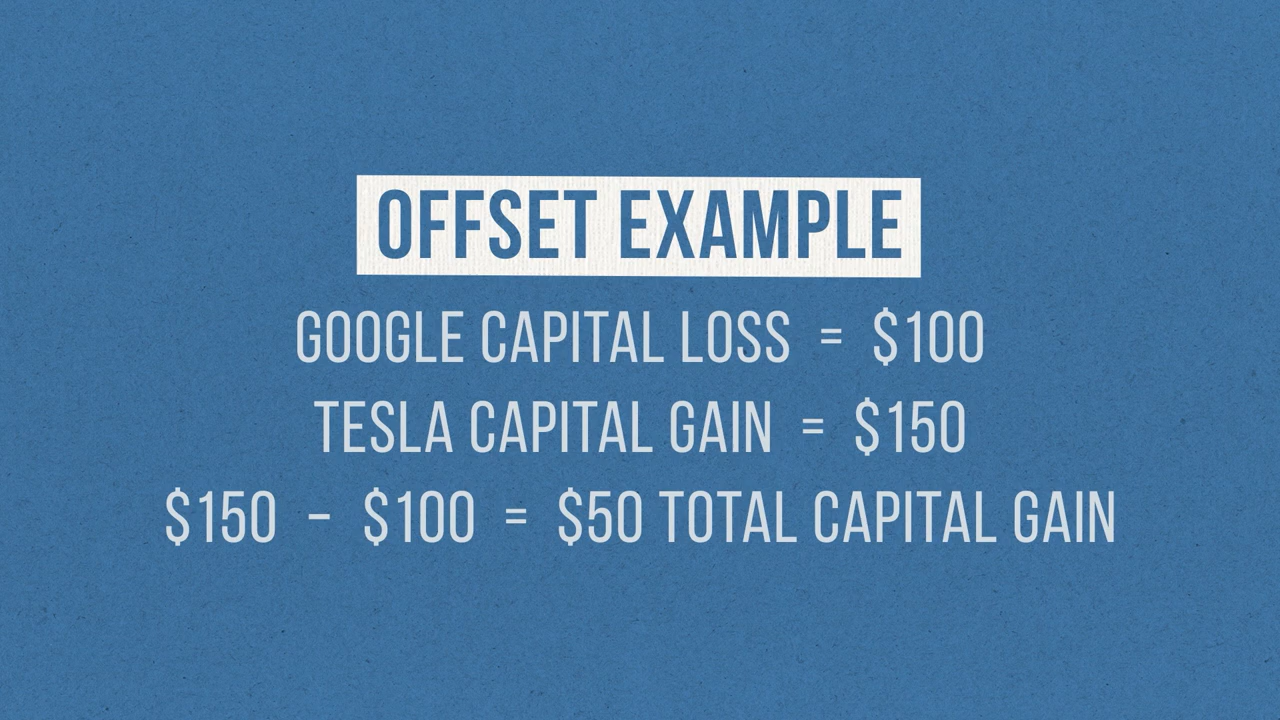 OFFSET EXAMPLE
GOOGLE CAPITAL LOSS = $100
TESLA CAPITAL GAIN = $150
$150 – $100 = $50 TOTAL CAPITAL GAIN